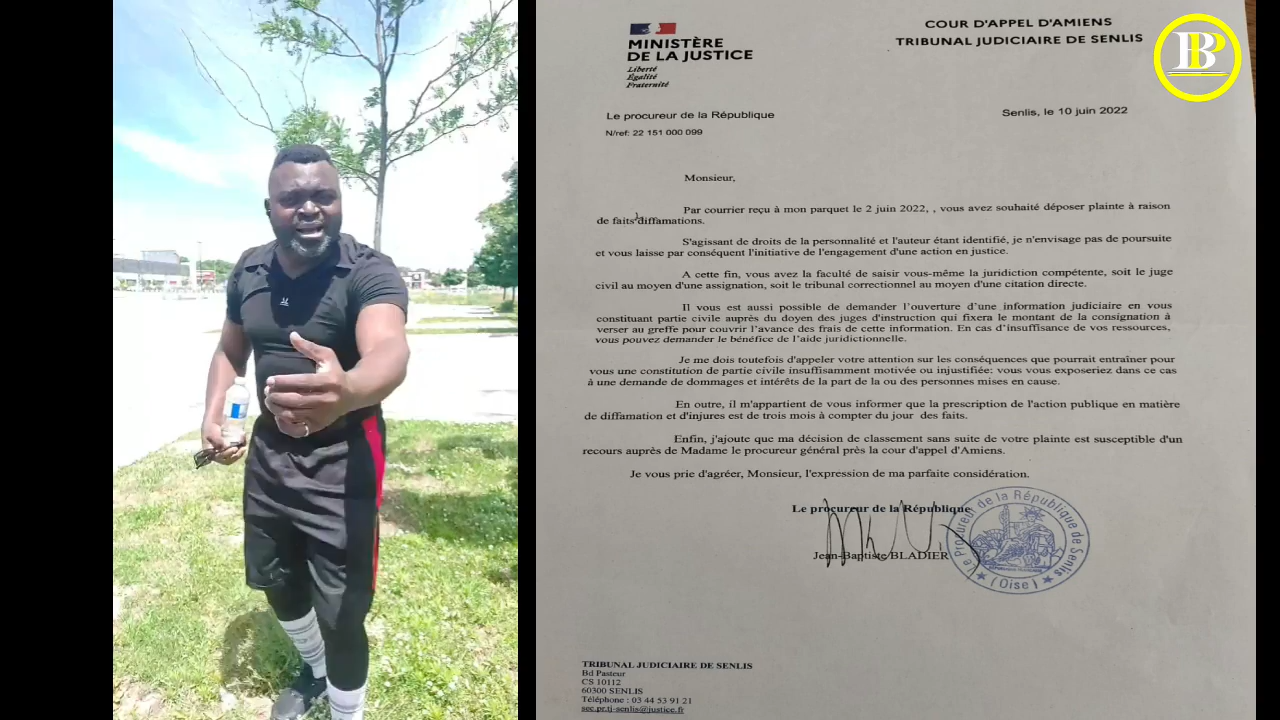 MINISTÈRE
DE LA JUSTICE
Liberté
Égalité
Fraternité
COUR D'APPEL D'AMIENS
TRIBUNAL JUDICIAIRE DE SENLIS
BP
Le procureur de la République
N/ref: 22 151 000 099
Senlis, le 10 juin 2022
Monsieur,
Par courrier reçu à mon parquet le 2 juin 2022, , vous avez souhaité déposer plainte à raison
de faits diffamations.
S'agissant de droits de la personnalité et l'auteur étant identifié, je n'envisage pas de poursuite
et vous laisse par conséquent l'initiative de l'engagement d'une action en justice.
A cette fin, vous avez la faculté de saisir vous-même la juridiction compétente, soit le juge
civil au moyen d'une assignation, soit le tribunal correctionnel au moyen d'une citation directe.
Il vous est aussi possible de demander l'ouverture d'une information judiciaire en vous
constituant partie civile auprès du doyen des juges d'instruction qui fixera le montant de la consignation à
verser au greffe pour couvrir l'avance des frais de cette information. En cas d'insuffisance de vos ressources,
vous pouvez demander le bénéfice de l'aide juridictionnelle.
Je me dois toutefois d'appeler votre attention sur les conséquences que pourrait entraîner pour
vous une constitution de partie civile insuffisamment motivée ou injustifiée: vous vous exposeriez dans ce cas
à une demande de dommages et intérêts de la part de la ou des personnes mises en cause.
En outre, il m'appartient de vous informer que la prescription de l'action publique en matière
de diffamation et d'injures est de trois mois à compter du jour des faits.
Enfin, j'ajoute que ma décision de classement sans suite de votre plainte est susceptible d'un
recours auprès de Madame le procureur général près la cour d'appel d'Amiens.
Je vous prie d'agréer, Monsieur, l'expression de ma parfaite considération.
Le procureur de la République
Jean-Baptiste BLADIER
Le Procureur de la République de Senlis
(Oise)
TRIBUNAL JUDICIAIRE DE SENLIS
Bd Pasteur
CS 10112
60300 SENLIS
Téléphone : 03 44 53 91 21
sec.pr.tj-senlis@justice.fr